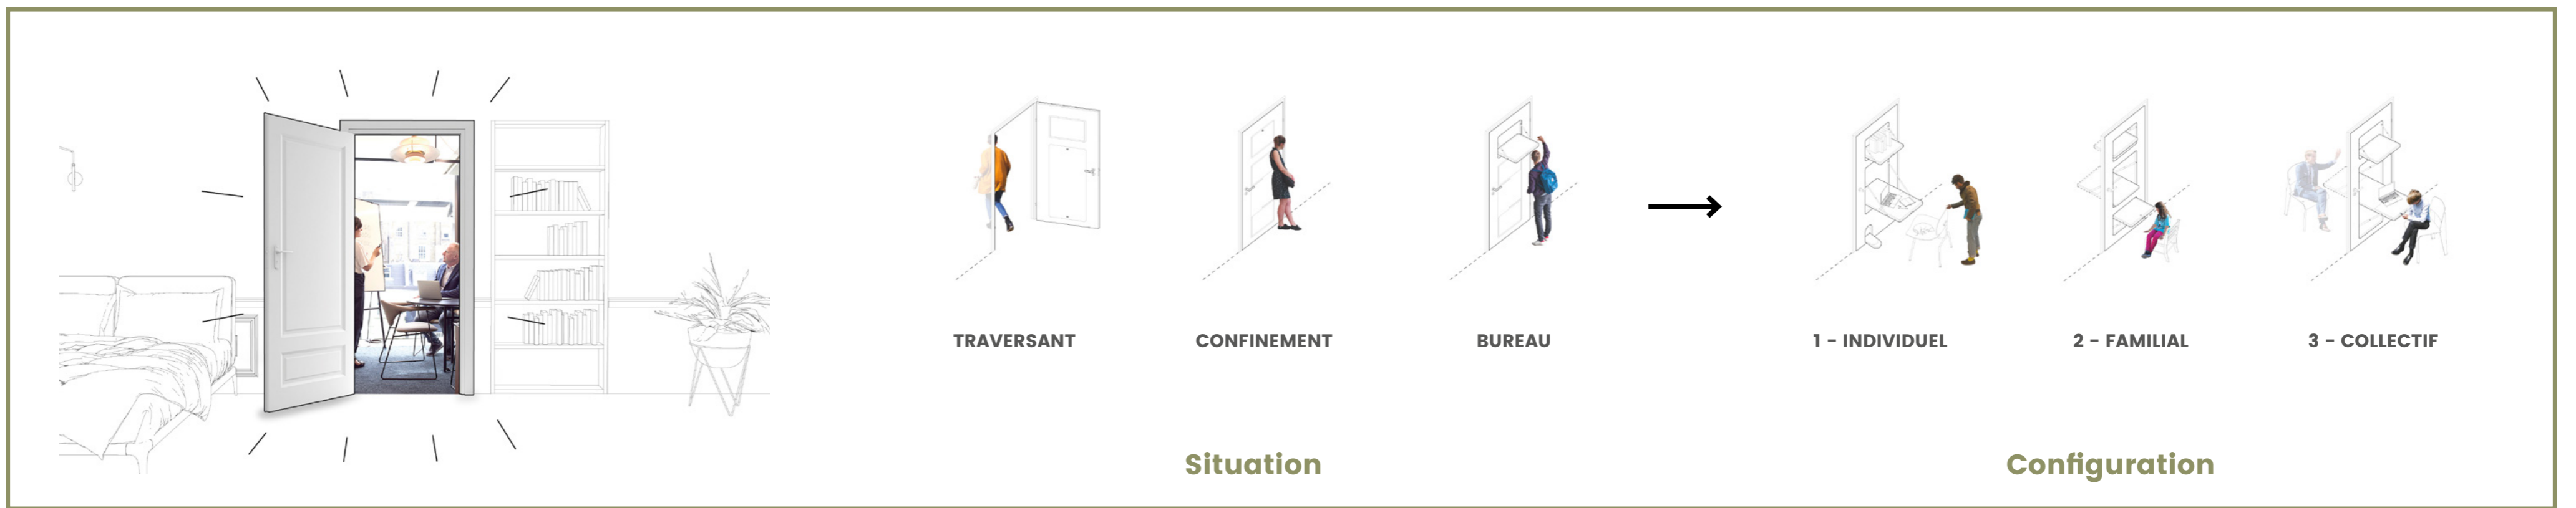 TRAVERSANT
CONFINEMENT
BUREAU
1 - INDIVIDUEL
2 - FAMILIAL
3 - COLLECTIF
Situation
Configuration